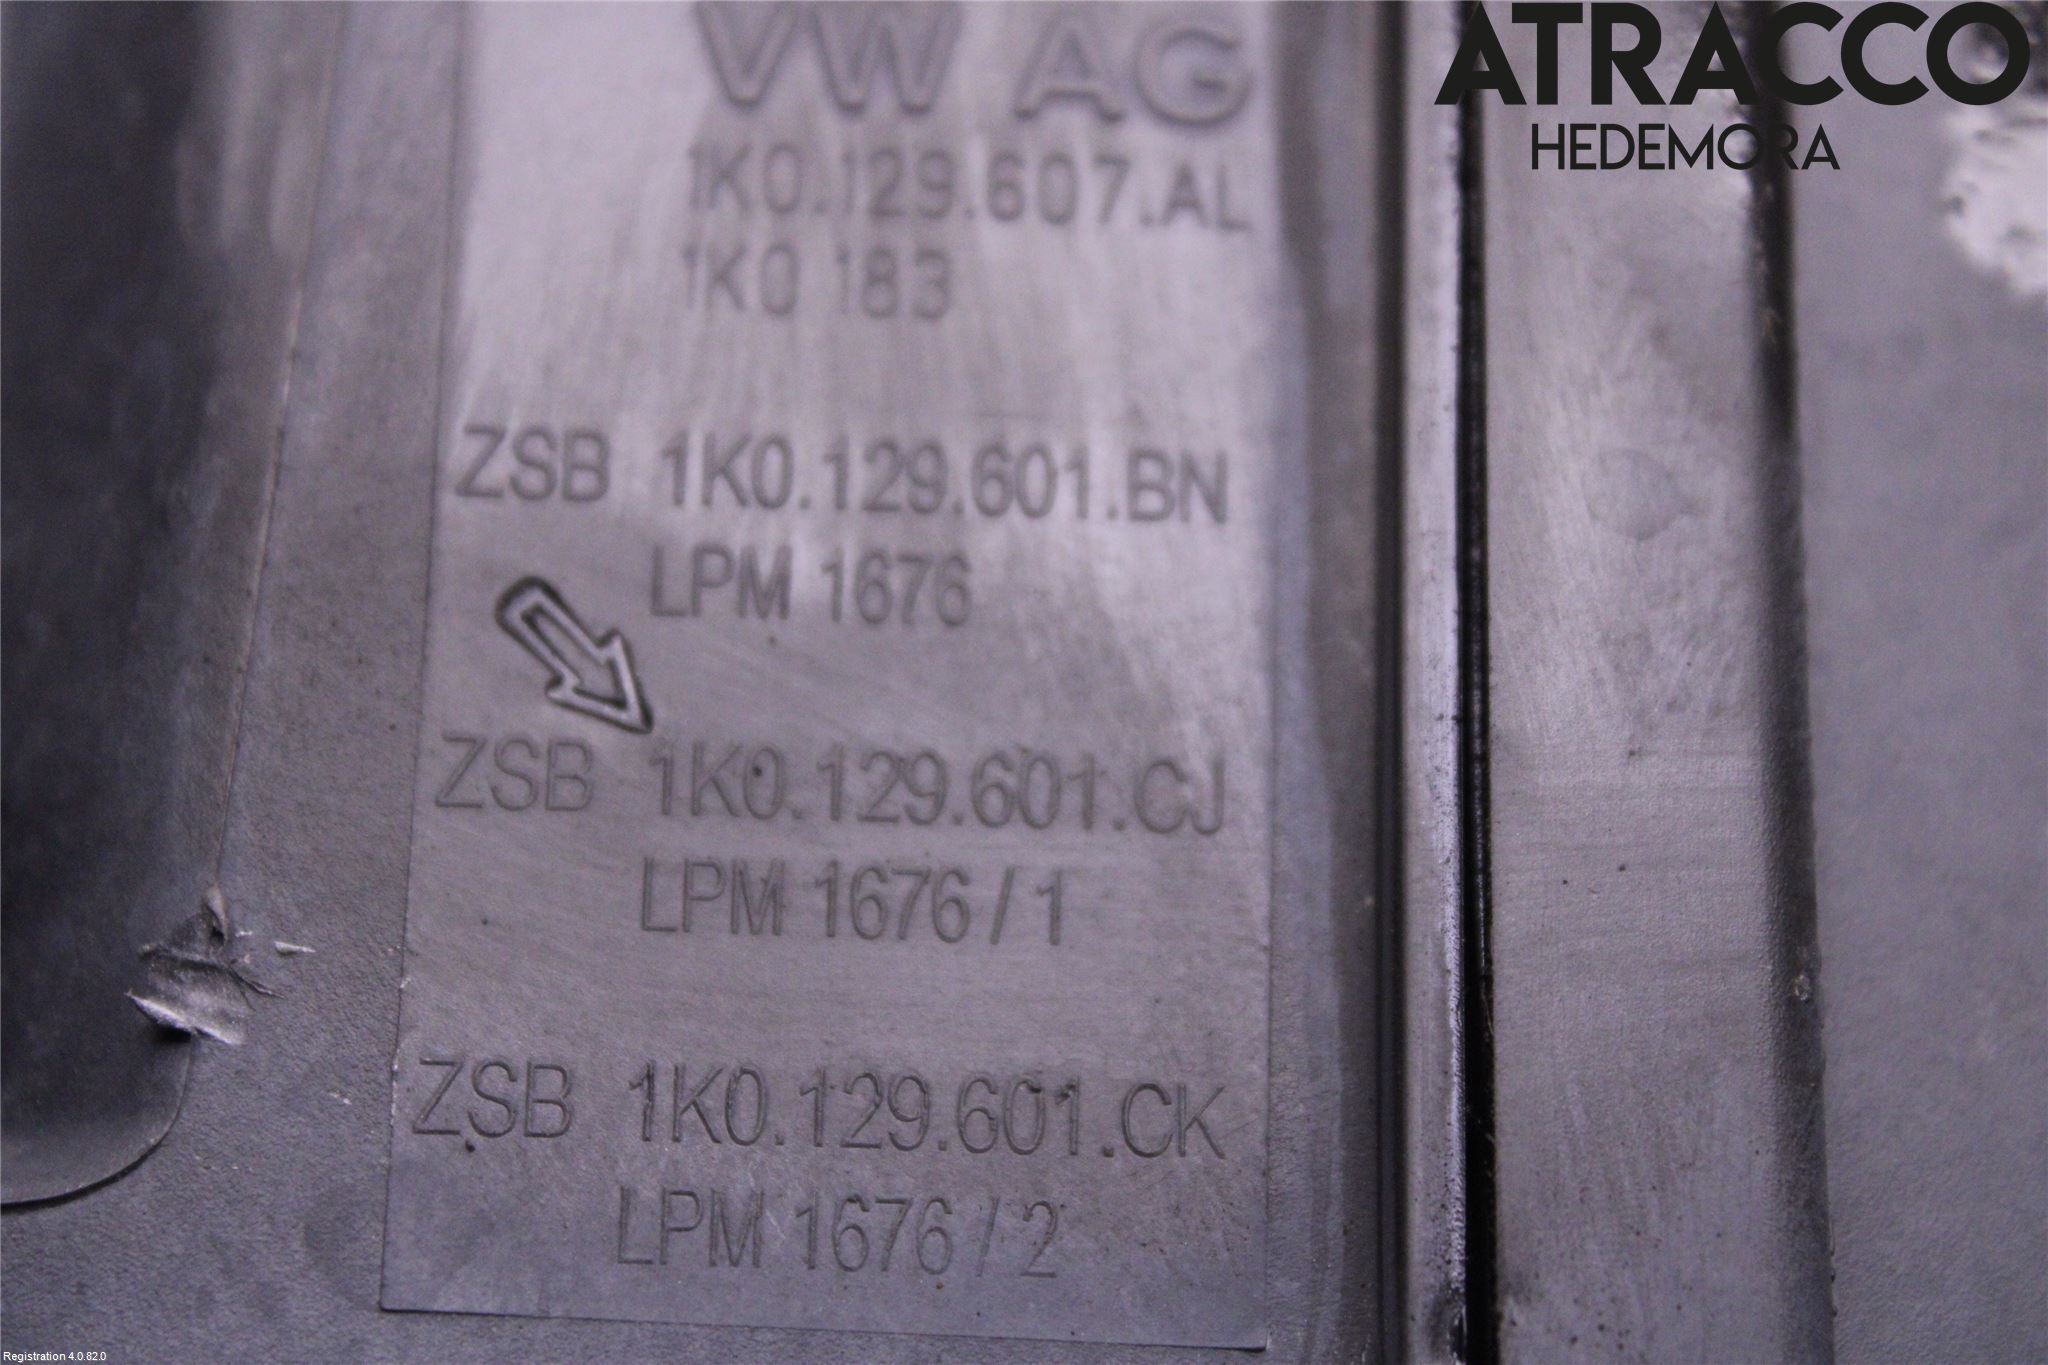 ATRACCO
HEDEMORA
VW AG
1K0.129.607.AL
1K0 183
ZSB 1K0.129.601.BN
LPM 1676
ZSB 1K0.129.601.CJ
LPM 1676 / 1
ZSB 1K0.129.601.CK
LPM 1676 / 2
Registration 4.0.82.0